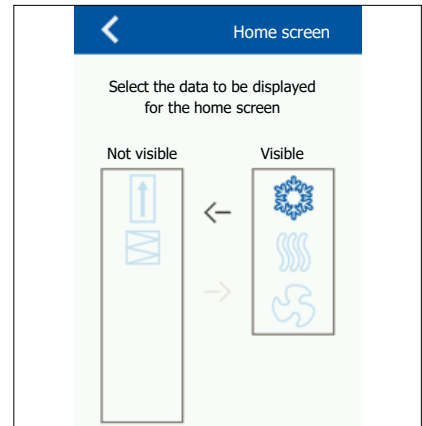 Home screen
Select the data to be displayed
for the home screen
Not visible
Visible